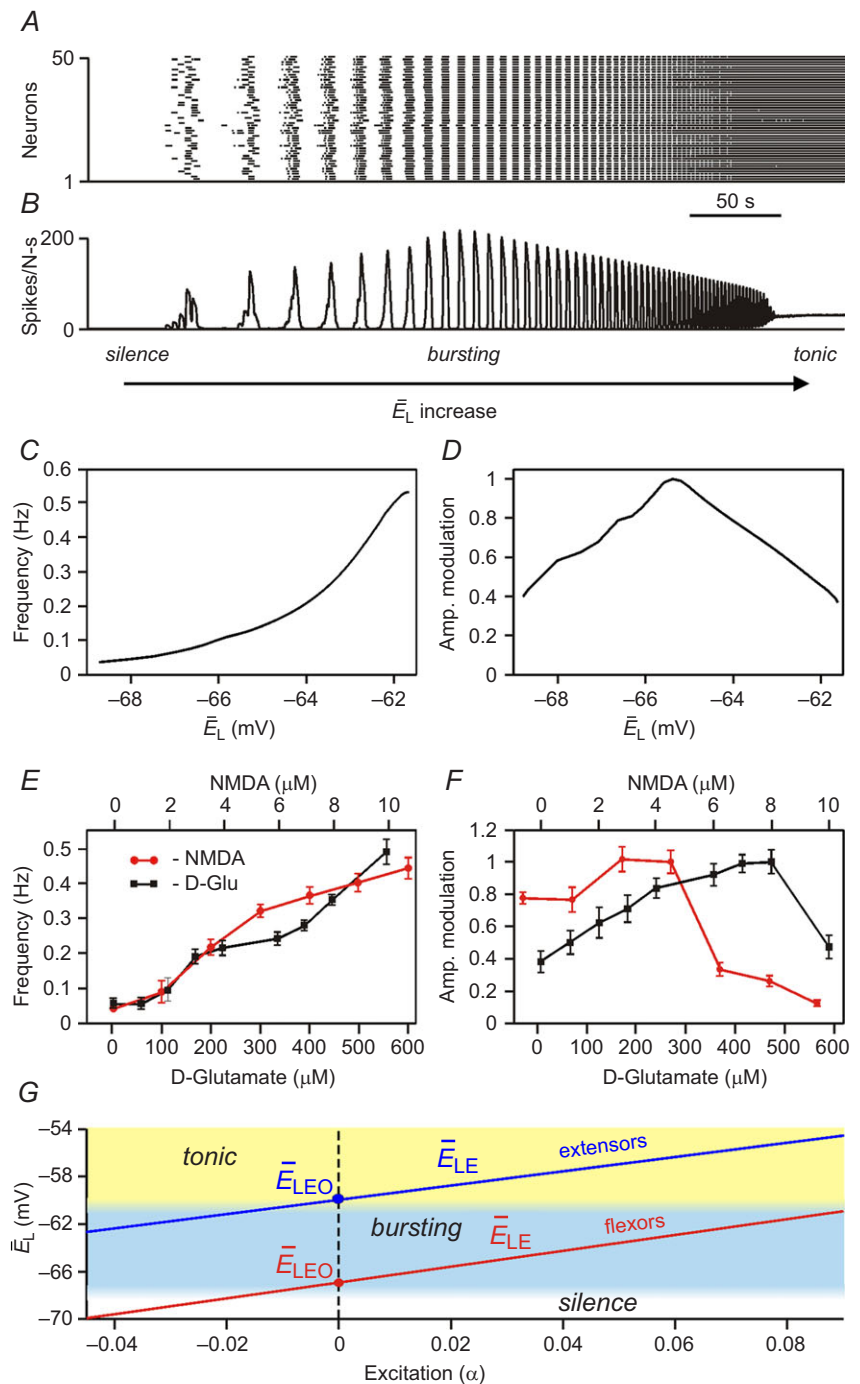 A
50
Neurons
1
50 s
B
200
Spikes/N-s
0
silence bursting tonic
Ē_L increase
C
Frequency (Hz)
0.6
0.5
0.4
0.3
0.2
0.1
0
–68 –66 –64 –62
Ē_L (mV)
D
Amp. modulation
1
0.8
0.6
0.4
0.2
0
–68 –66 –64 –62
Ē_L (mV)
E
NMDA (μM)
0 2 4 6 8 10
Frequency (Hz)
0.5
0.4
0.3
0.2
0.1
0
- NMDA
- D-Glu
0 100 200 300 400 500 600
D-Glutamate (μM)
F
NMDA (μM)
0 2 4 6 8 10
Amp. modulation
1.2
1
0.8
0.6
0.4
0.2
0
0 100 200 300 400 500 600
D-Glutamate (μM)
G
Ē_L (mV)
–54
–58
–62
–66
–70
tonic
Ē_LEO
Ē_LE
extensors
bursting
Ē_LEO
Ē_LE
flexors
silence
–0.04 –0.02 0 0.02 0.04 0.06 0.08
Excitation (α)